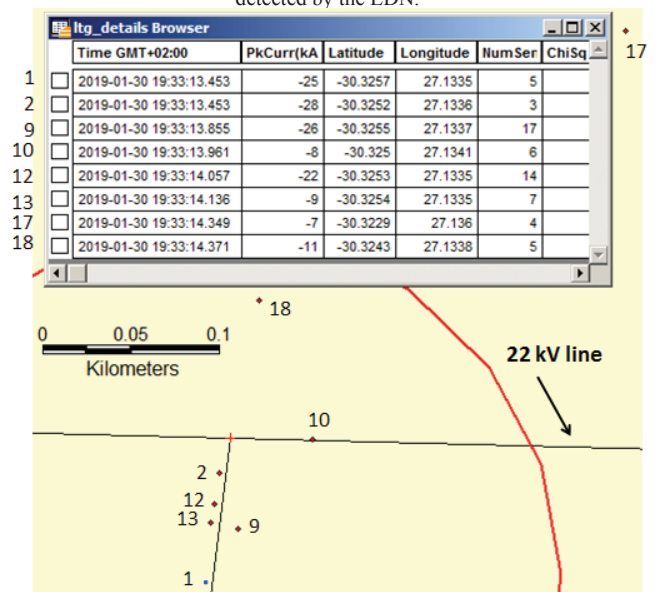 detected by the LDN.
ltg_details Browser
Time GMT+02:00 PkCurr(kA Latitude Longitude NumSer ChiSq
1 2019-01-30 19:33:13.453 -25 -30.3257 27.1335 5
2 2019-01-30 19:33:13.453 -28 -30.3252 27.1336 3
9 2019-01-30 19:33:13.855 -26 -30.3255 27.1337 17
10 2019-01-30 19:33:13.961 -8 -30.325 27.1341 6
12 2019-01-30 19:33:14.057 -22 -30.3253 27.1335 14
13 2019-01-30 19:33:14.136 -9 -30.3254 27.1335 7
17 2019-01-30 19:33:14.349 -7 -30.3229 27.136 4
18 2019-01-30 19:33:14.371 -11 -30.3243 27.1338 5
17
18
0 0.05 0.1
Kilometers
22 kV line
10
2
12
13
9
1